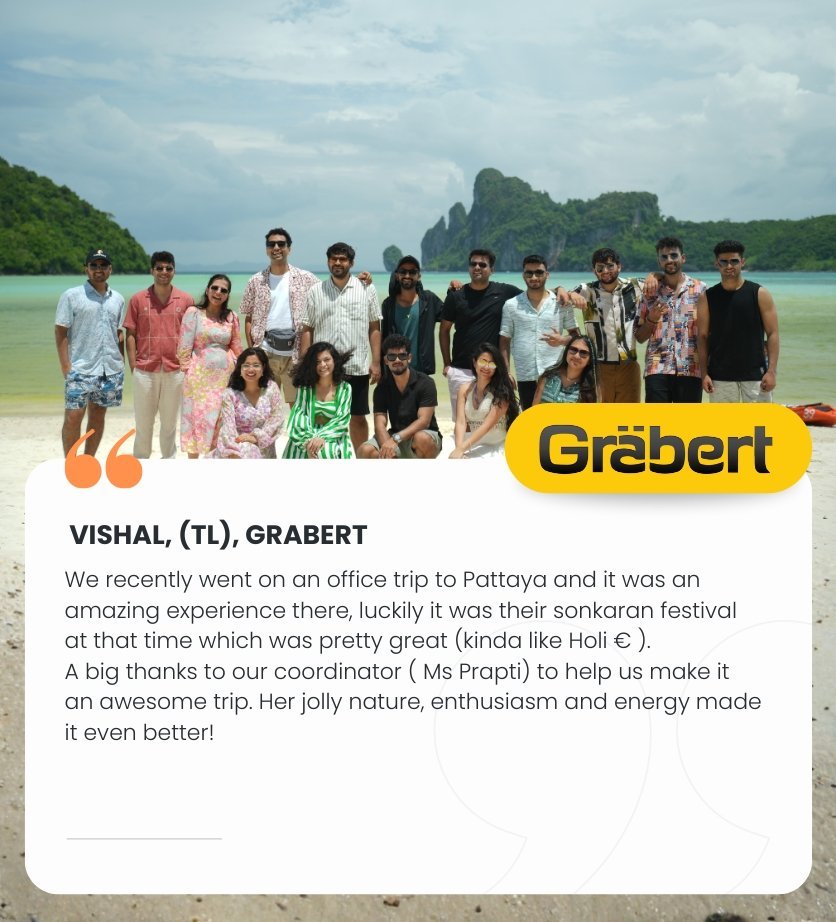 Gräbert
VISHAL, (TL), GRABERT
We recently went on an office trip to Pattaya and it was an
amazing experience there, luckily it was their sonkaran festival
at that time which was pretty great (kinda like Holi € ).
A big thanks to our coordinator ( Ms Prapti) to help us make it
an awesome trip. Her jolly nature, enthusiasm and energy made
it even better!